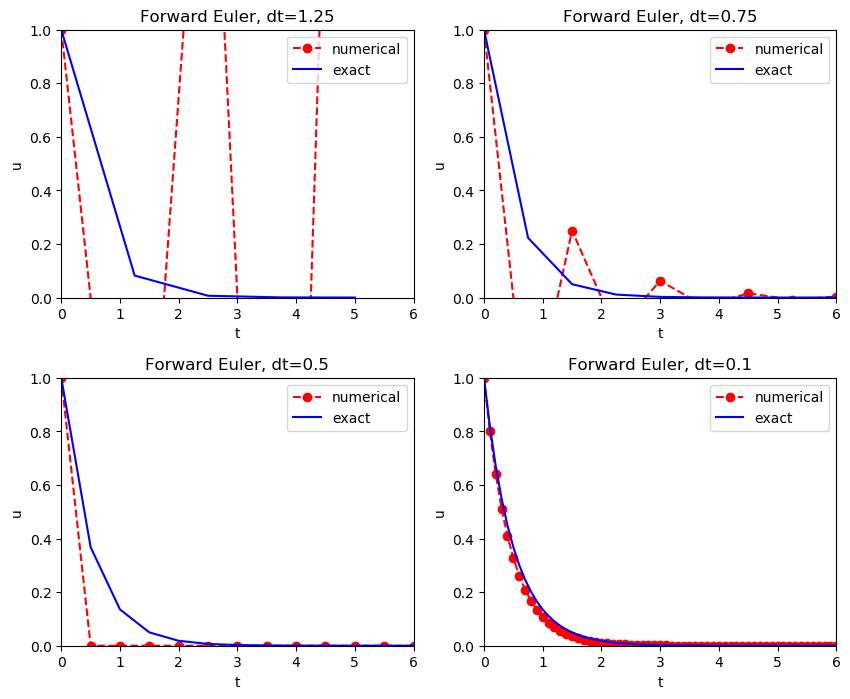 Forward Euler, dt=1.25
1.0
0.8
0.6
0.4
0.2
0.0
u
numerical
exact
0 1 2 3 4 5 6
t
Forward Euler, dt=0.75
1.0
0.8
0.6
0.4
0.2
0.0
u
numerical
exact
0 1 2 3 4 5 6
t
Forward Euler, dt=0.5
1.0
0.8
0.6
0.4
0.2
0.0
u
numerical
exact
0 1 2 3 4 5 6
t
Forward Euler, dt=0.1
1.0
0.8
0.6
0.4
0.2
0.0
u
numerical
exact
0 1 2 3 4 5 6
t